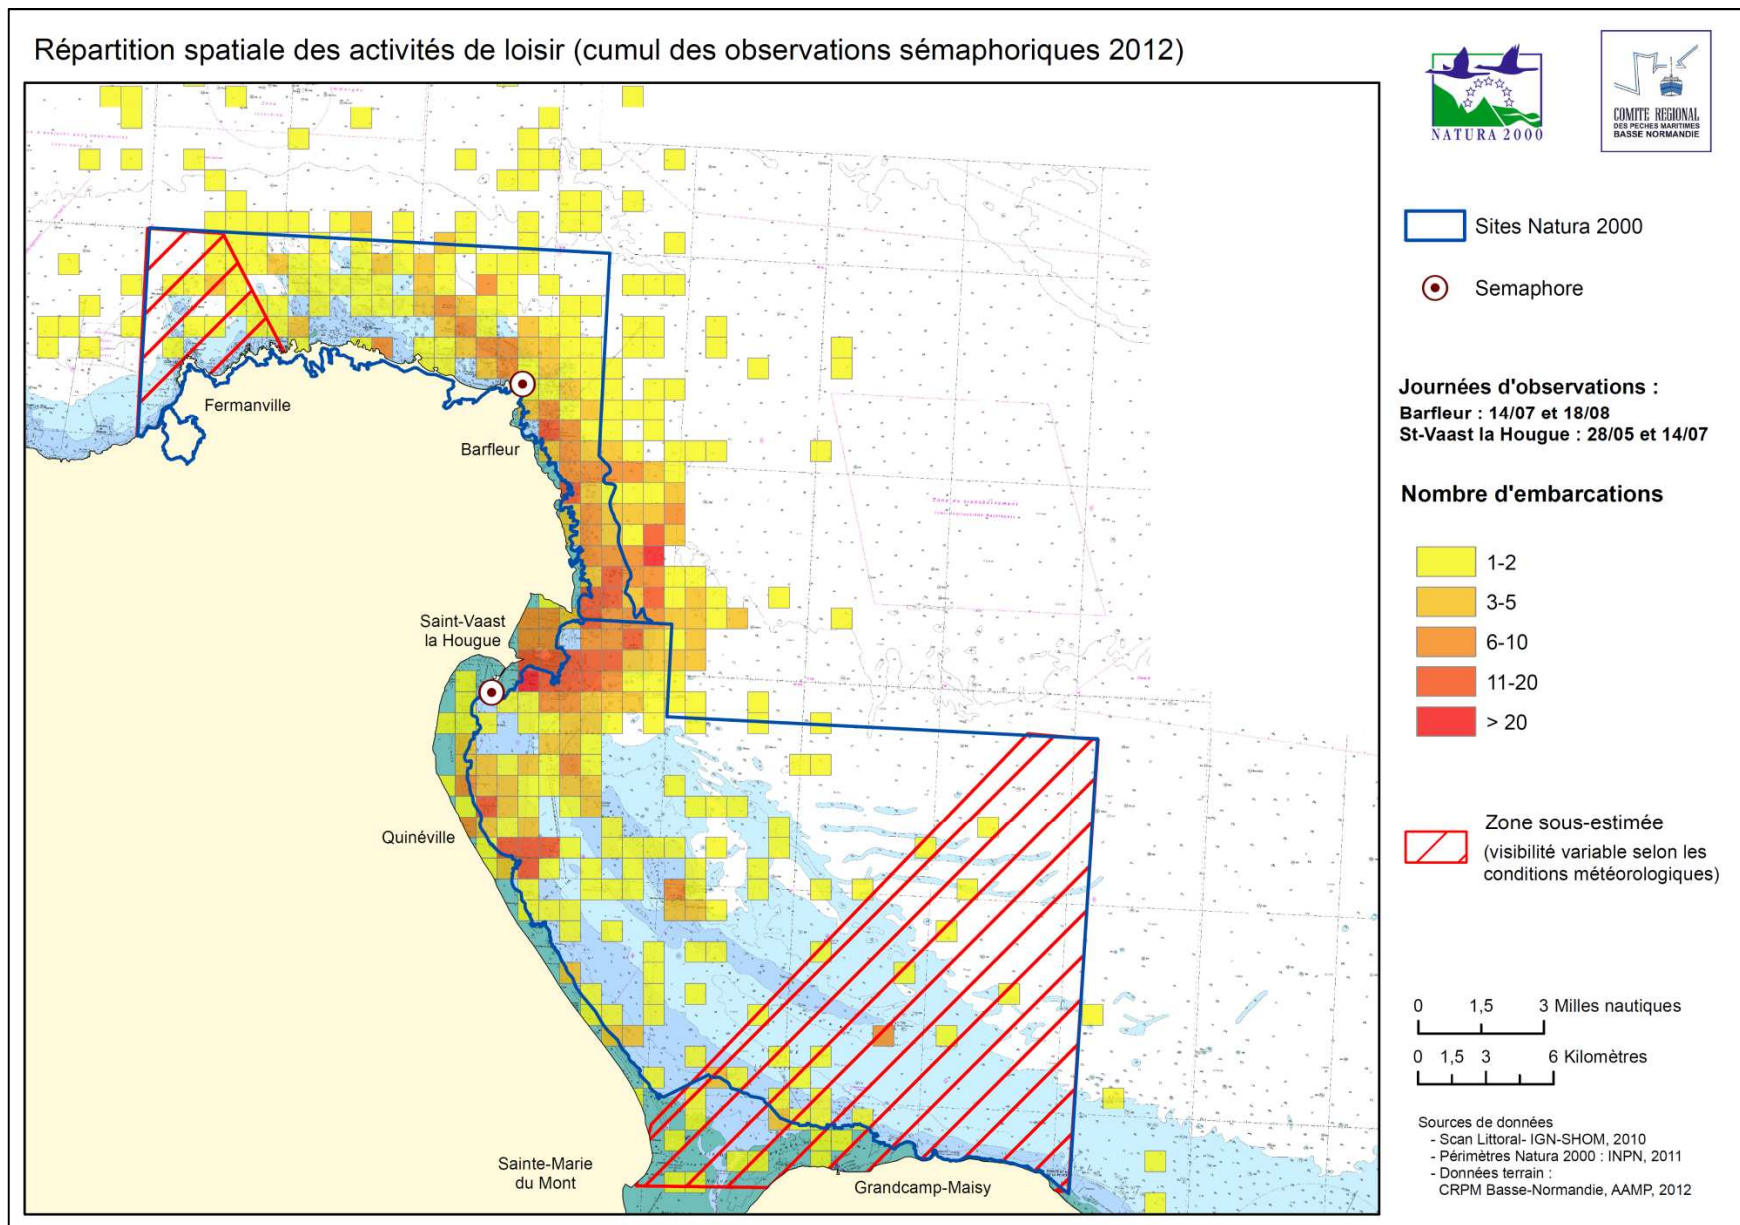 Répartition spatiale des activités de loisir (cumul des observations sémaphoriques 2012)
NATURA 2000
COMITE REGIONAL
DES PECHES MARITIMES
BASSE NORMANDIE
Sites Natura 2000
Semaphore
Journées d'observations :
Barfleur : 14/07 et 18/08
St-Vaast la Hougue : 28/05 et 14/07
Nombre d'embarcations
1-2
3-5
6-10
11-20
> 20
Zone sous-estimée
(visibilité variable selon les
conditions météorologiques)
0 1,5 3 Milles nautiques
0 1,5 3 6 Kilomètres
Sources de données
- Scan Littoral- IGN-SHOM, 2010
- Périmètres Natura 2000 : INPN, 2011
- Données terrain :
CRPM Basse-Normandie, AAMP, 2012
Fermanville
Barfleur
Saint-Vaast
la Hougue
Quinéville
Sainte-Marie
du Mont
Grandcamp-Maisy